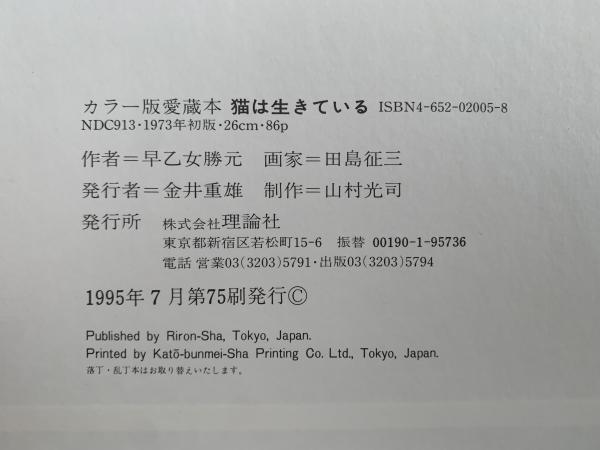 カラー版愛蔵本 猫は生きている ISBN4-652-02005-8
NDC913・1973年初版・26cm・86p
作者＝早乙女勝元　画家＝田島征三
発行者＝金井重雄　制作＝山村光司
発行所　株式会社理論社
東京都新宿区若松町15-6　振替 00190-1-95736
電話 営業03(3203)5791・出版03(3203)5794
1995年7月第75刷発行Ⓒ
Published by Riron-Sha, Tokyo, Japan.
Printed by Katō-bunmei-Sha Printing Co. Ltd., Tokyo, Japan.
落丁・乱丁本はお取り替えいたします。